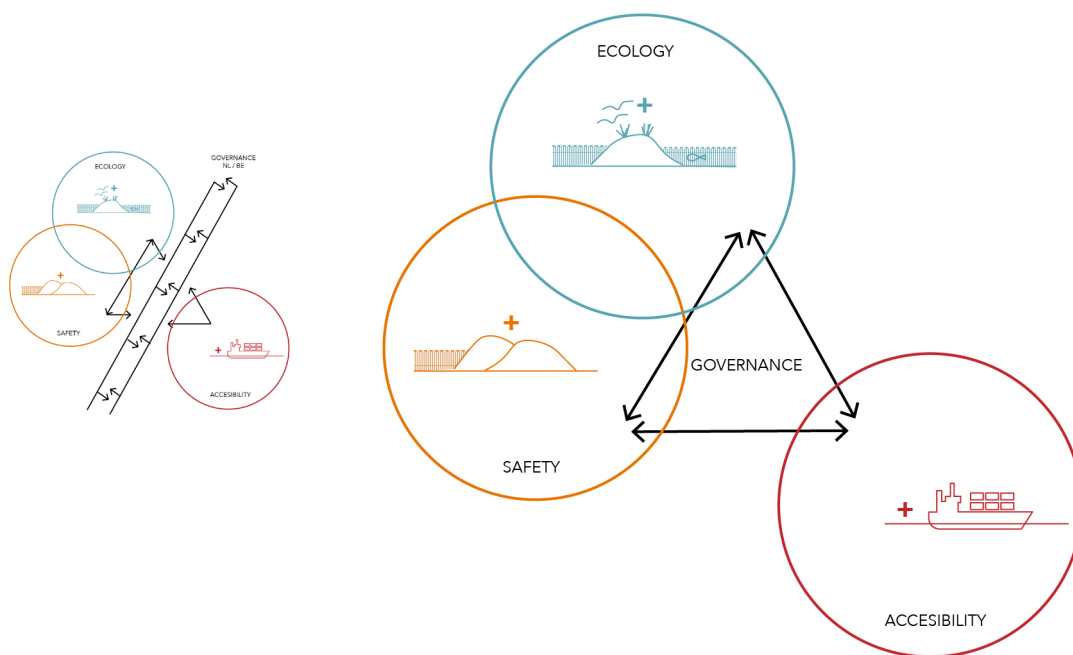 ECOLOGY
GOVERNANCE
NL / BE
SAFETY
ACCESIBILITY
ECOLOGY
GOVERNANCE
SAFETY
ACCESIBILITY